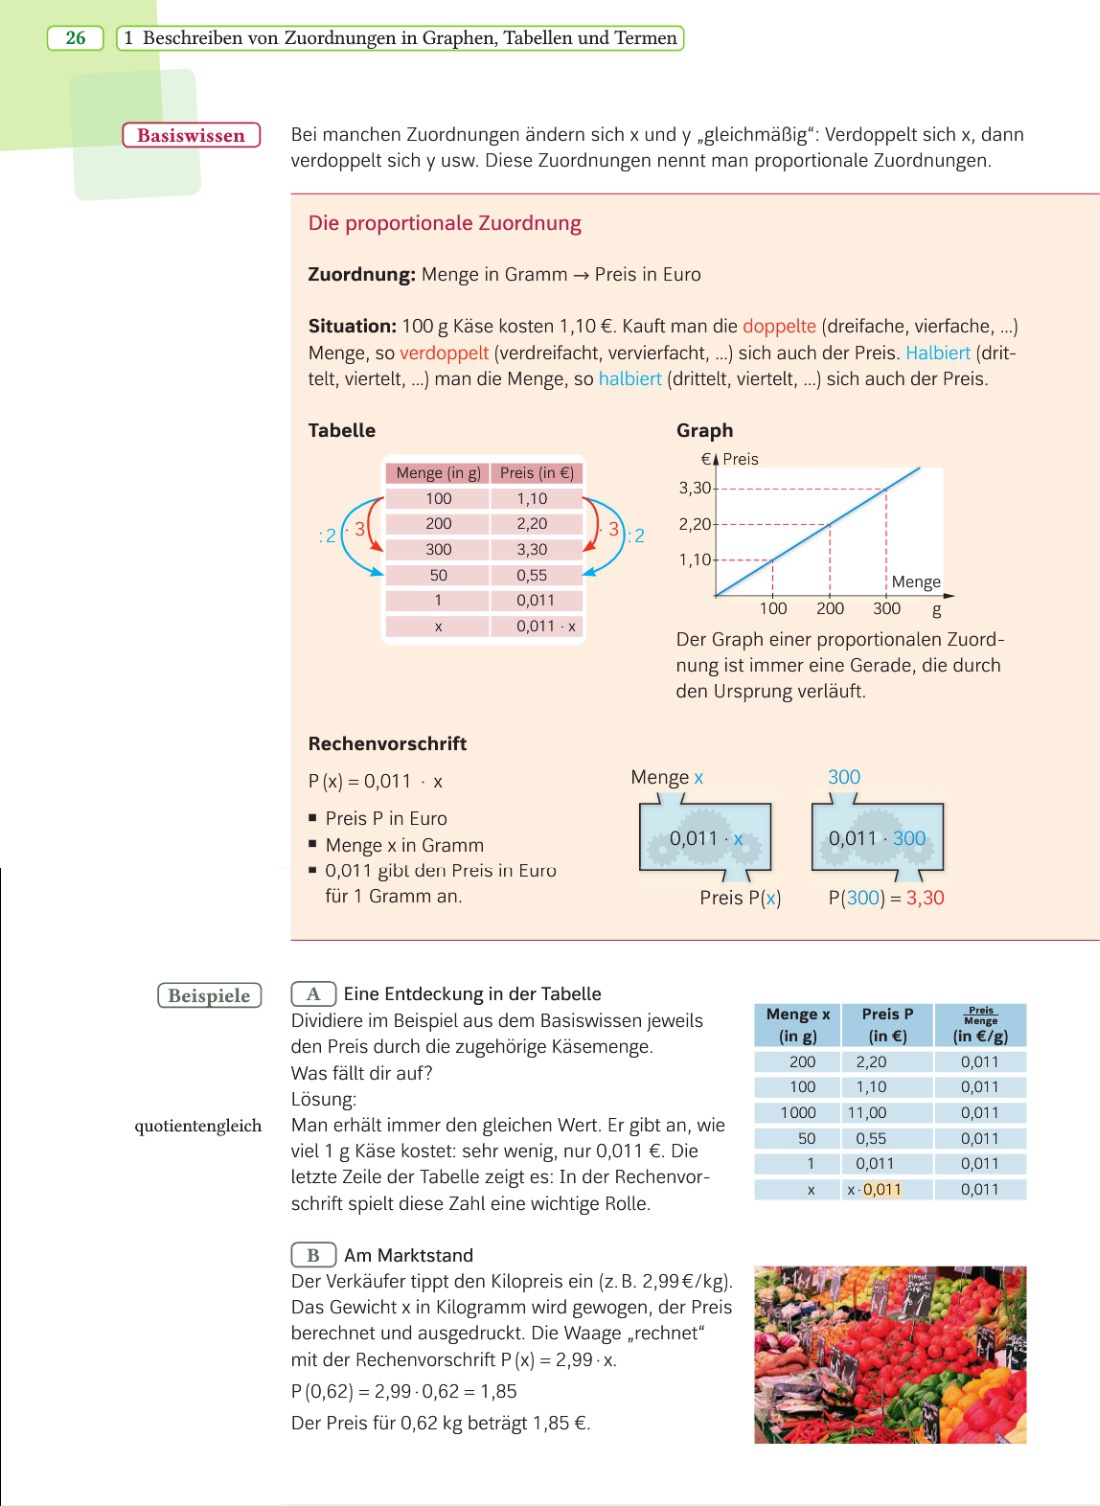 26
1 Beschreiben von Zuordnungen in Graphen, Tabellen und Termen
Basiswissen
Bei manchen Zuordnungen ändern sich x und y „gleichmäßig“: Verdoppelt sich x, dann
verdoppelt sich y usw. Diese Zuordnungen nennt man proportionale Zuordnungen.
Die proportionale Zuordnung
Zuordnung: Menge in Gramm → Preis in Euro
Situation: 100 g Käse kosten 1,10 €. Kauft man die doppelte (dreifache, vierfache, ...)
Menge, so verdoppelt (verdreifacht, vervierfacht, ...) sich auch der Preis. Halbiert (drit-
telt, viertelt, ...) man die Menge, so halbiert (drittelt, viertelt, ...) sich auch der Preis.
Tabelle
Menge (in g) Preis (in €)
100 1,10
200 2,20
300 3,30
50 0,55
1 0,011
x 0,011 · x
:2 · 3 · 3 :2
Graph
€ Preis
3,30
2,20
1,10
Menge
100 200 300 g
Der Graph einer proportionalen Zuord-
nung ist immer eine Gerade, die durch
den Ursprung verläuft.
Rechenvorschrift
P (x) = 0,011 · x
▪ Preis P in Euro
▪ Menge x in Gramm
▪ 0,011 gibt den Preis in Euro
für 1 Gramm an.
Menge x
0,011 · x
Preis P(x)
300
0,011 · 300
P(300) = 3,30
Beispiele
A Eine Entdeckung in der Tabelle
Dividiere im Beispiel aus dem Basiswissen jeweils
den Preis durch die zugehörige Käsemenge.
Was fällt dir auf?
Lösung:
quotientengleich
Man erhält immer den gleichen Wert. Er gibt an, wie
viel 1 g Käse kostet: sehr wenig, nur 0,011 €. Die
letzte Zeile der Tabelle zeigt es: In der Rechenvor-
schrift spielt diese Zahl eine wichtige Rolle.
Menge x Preis P Preis
Menge
(in g) (in €) (in €/g)
200 2,20 0,011
100 1,10 0,011
1000 11,00 0,011
50 0,55 0,011
1 0,011 0,011
x x · 0,011 0,011
B Am Marktstand
Der Verkäufer tippt den Kilopreis ein (z. B. 2,99 €/kg).
Das Gewicht x in Kilogramm wird gewogen, der Preis
berechnet und ausgedruckt. Die Waage „rechnet“
mit der Rechenvorschrift P (x) = 2,99 · x.
P (0,62) = 2,99 · 0,62 = 1,85
Der Preis für 0,62 kg beträgt 1,85 €.